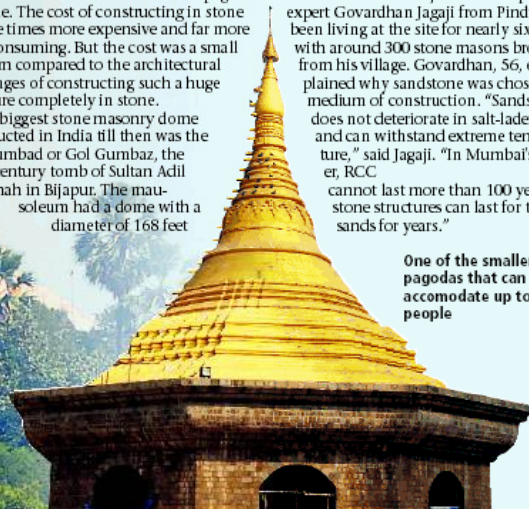 e. The cost of constructing in stone
e times more expensive and far more
onsuming. But the cost was a small
m compared to the architectural
ges of constructing such a huge
re completely in stone.
biggest stone masonry dome
ucted in India till then was the
umbad or Gol Gumbaz, the
entury tomb of Sultan Adil
hah in Bijapur. The mau-
soleum had a dome with a
diameter of 168 feet
expert Govardhan Jagaji from Pind
been living at the site for nearly six
with around 300 stone masons bro
from his village. Govardhan, 56, e
plained why sandstone was chos
medium of construction. “Sands
does not deteriorate in salt-lade
and can withstand extreme ten
ture,” said Jagaji. “In Mumbai’s
er, RCC
cannot last more than 100 ye
stone structures can last for t
sands for years.”
One of the smaller
pagodas that can
accomodate up to
people